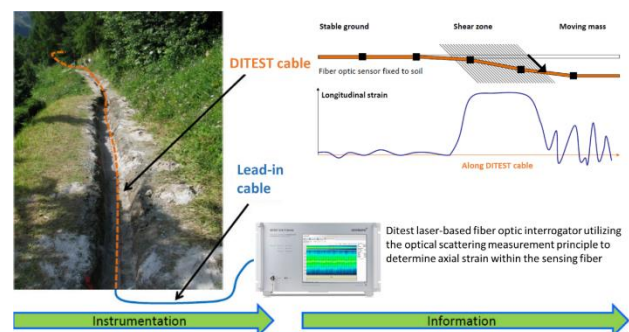 DITEST cable
Lead-in
cable
Instrumentation
Stable ground
Shear zone
Moving mass
Fiber optic sensor fixed to soil
Longitudinal strain
Along DITEST cable
Ditest laser-based fiber optic interrogator utilizing
the optical scattering measurement principle to
determine axial strain within the sensing fiber
Information